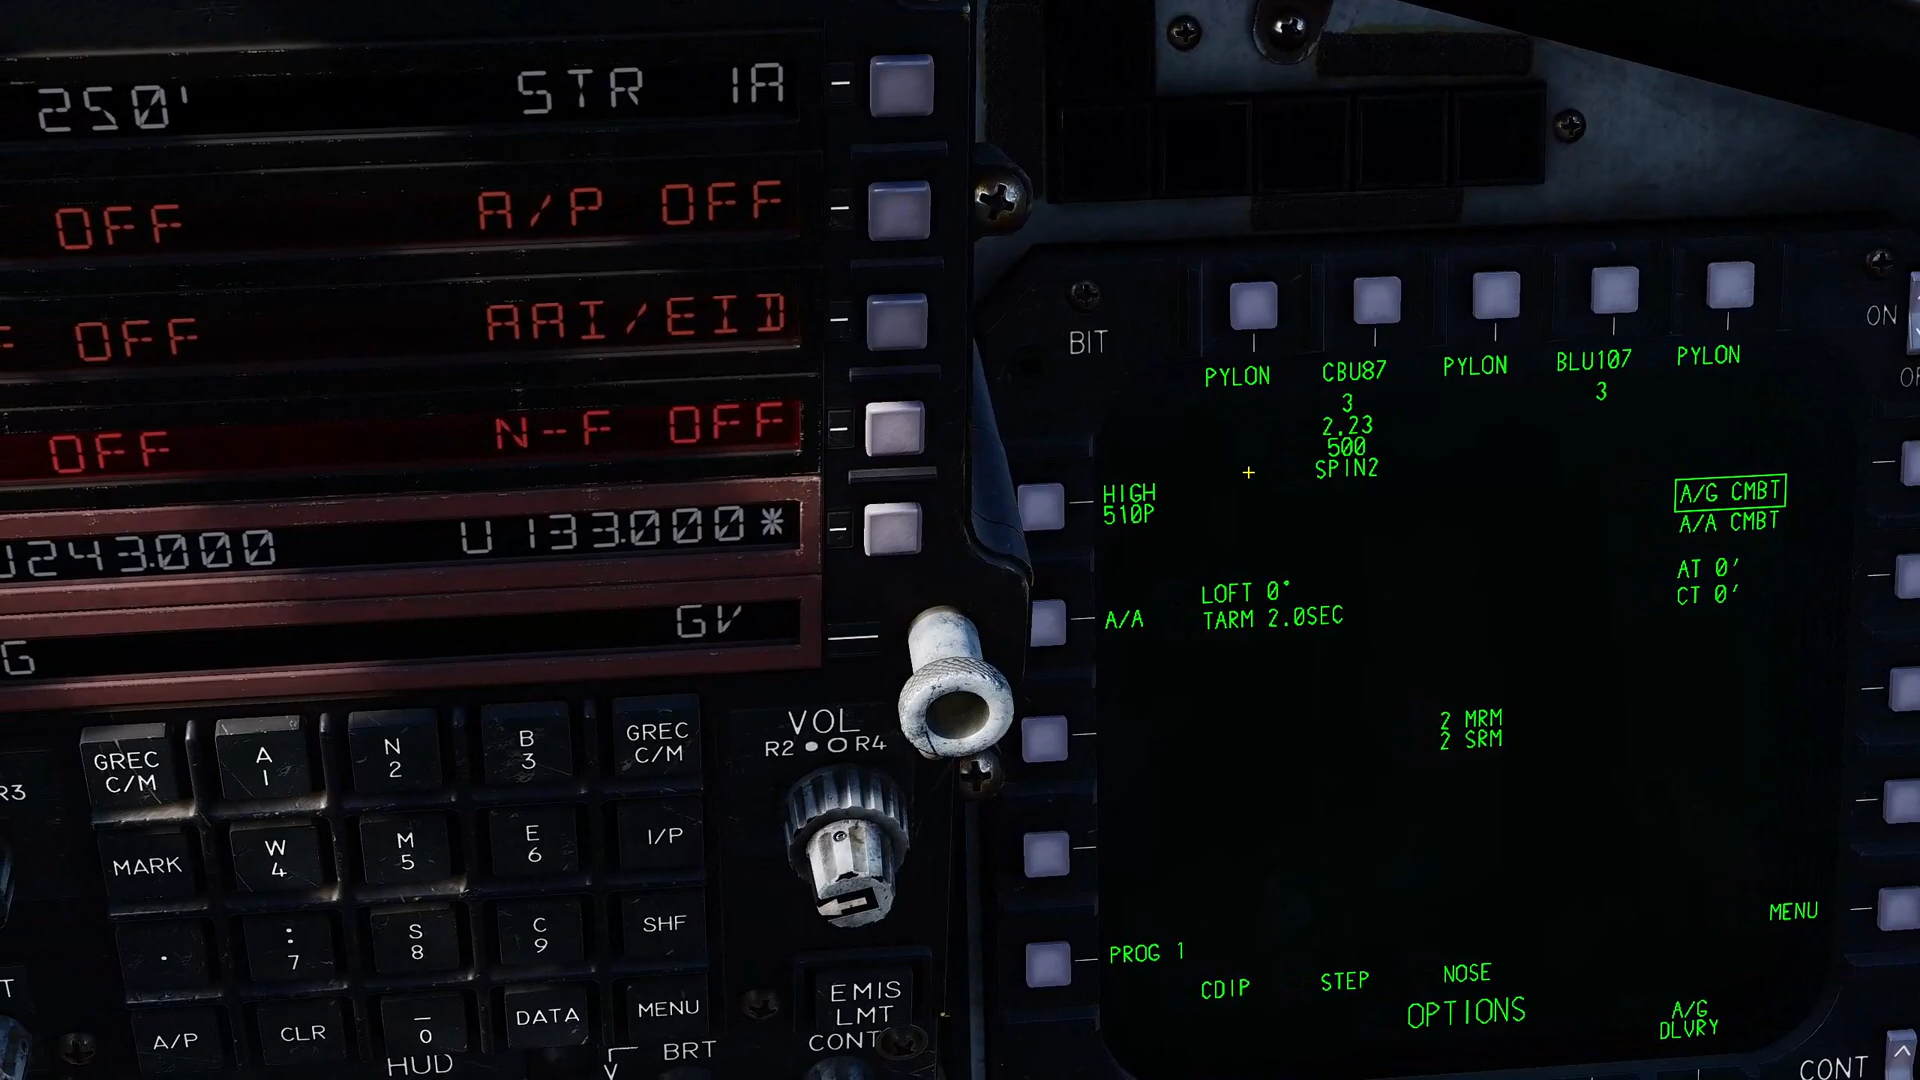 250' STR 1A
OFF A/P OFF
F OFF AAI/EID
OFF N-F OFF
U243.000 U 133.000*
G GV
GREC C/M
A 1
N 2
B 3
GREC C/M
MARK
W 4
M 5
E 6
I/P
.
: 7
S 8
C 9
SHF
A/P
CLR
— 0
DATA
MENU
R3
VOL
R2 R4
EMIS
LMT
CONT
HUD
BRT
BIT
ON
PYLON CBU87 PYLON BLU107 PYLON
3 3
2.23
500
SPIN2
HIGH
510P
A/G CMBT
A/A CMBT
AT 0'
CT 0'
A/A
LOFT 0°
TARM 2.0SEC
2 MRM
2 SRM
MENU
PROG 1
CDIP STEP NOSE
OPTIONS
A/G
DLVRY
CONT